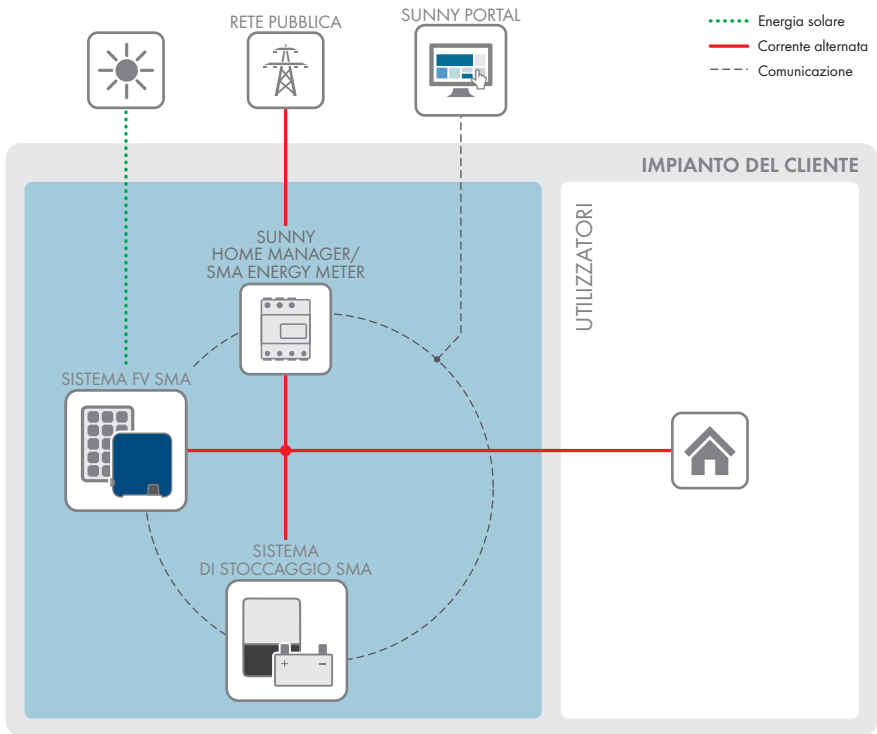 RETE PUBBLICA
SUNNY PORTAL
Energia solare
Corrente alternata
Comunicazione
IMPIANTO DEL CLIENTE
SUNNY
HOME MANAGER/
SMA ENERGY METER
UTILIZZATORI
SISTEMA FV SMA
SISTEMA
DI STOCCAGGIO SMA
+ −